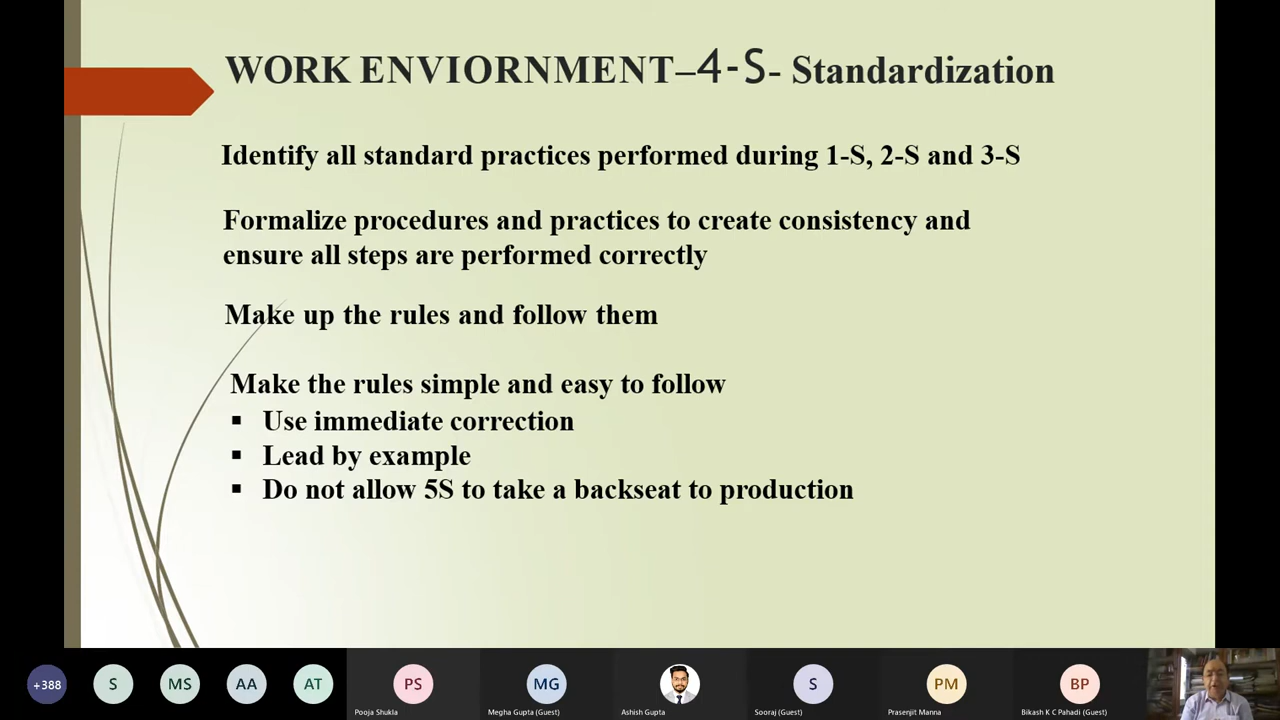 WORK ENVIORNMENT–4-S- Standardization
Identify all standard practices performed during 1-S, 2-S and 3-S
Formalize procedures and practices to create consistency and
ensure all steps are performed correctly
Make up the rules and follow them
Make the rules simple and easy to follow
▪ Use immediate correction
▪ Lead by example
▪ Do not allow 5S to take a backseat to production
+388
S
MS
AA
AT
PS
MG
S
PM
BP
Pooja Shukla
Megha Gupta (Guest)
Ashish Gupta
Sooraj (Guest)
Prasenjit Manna
Bikash K C Pahadi (Guest)